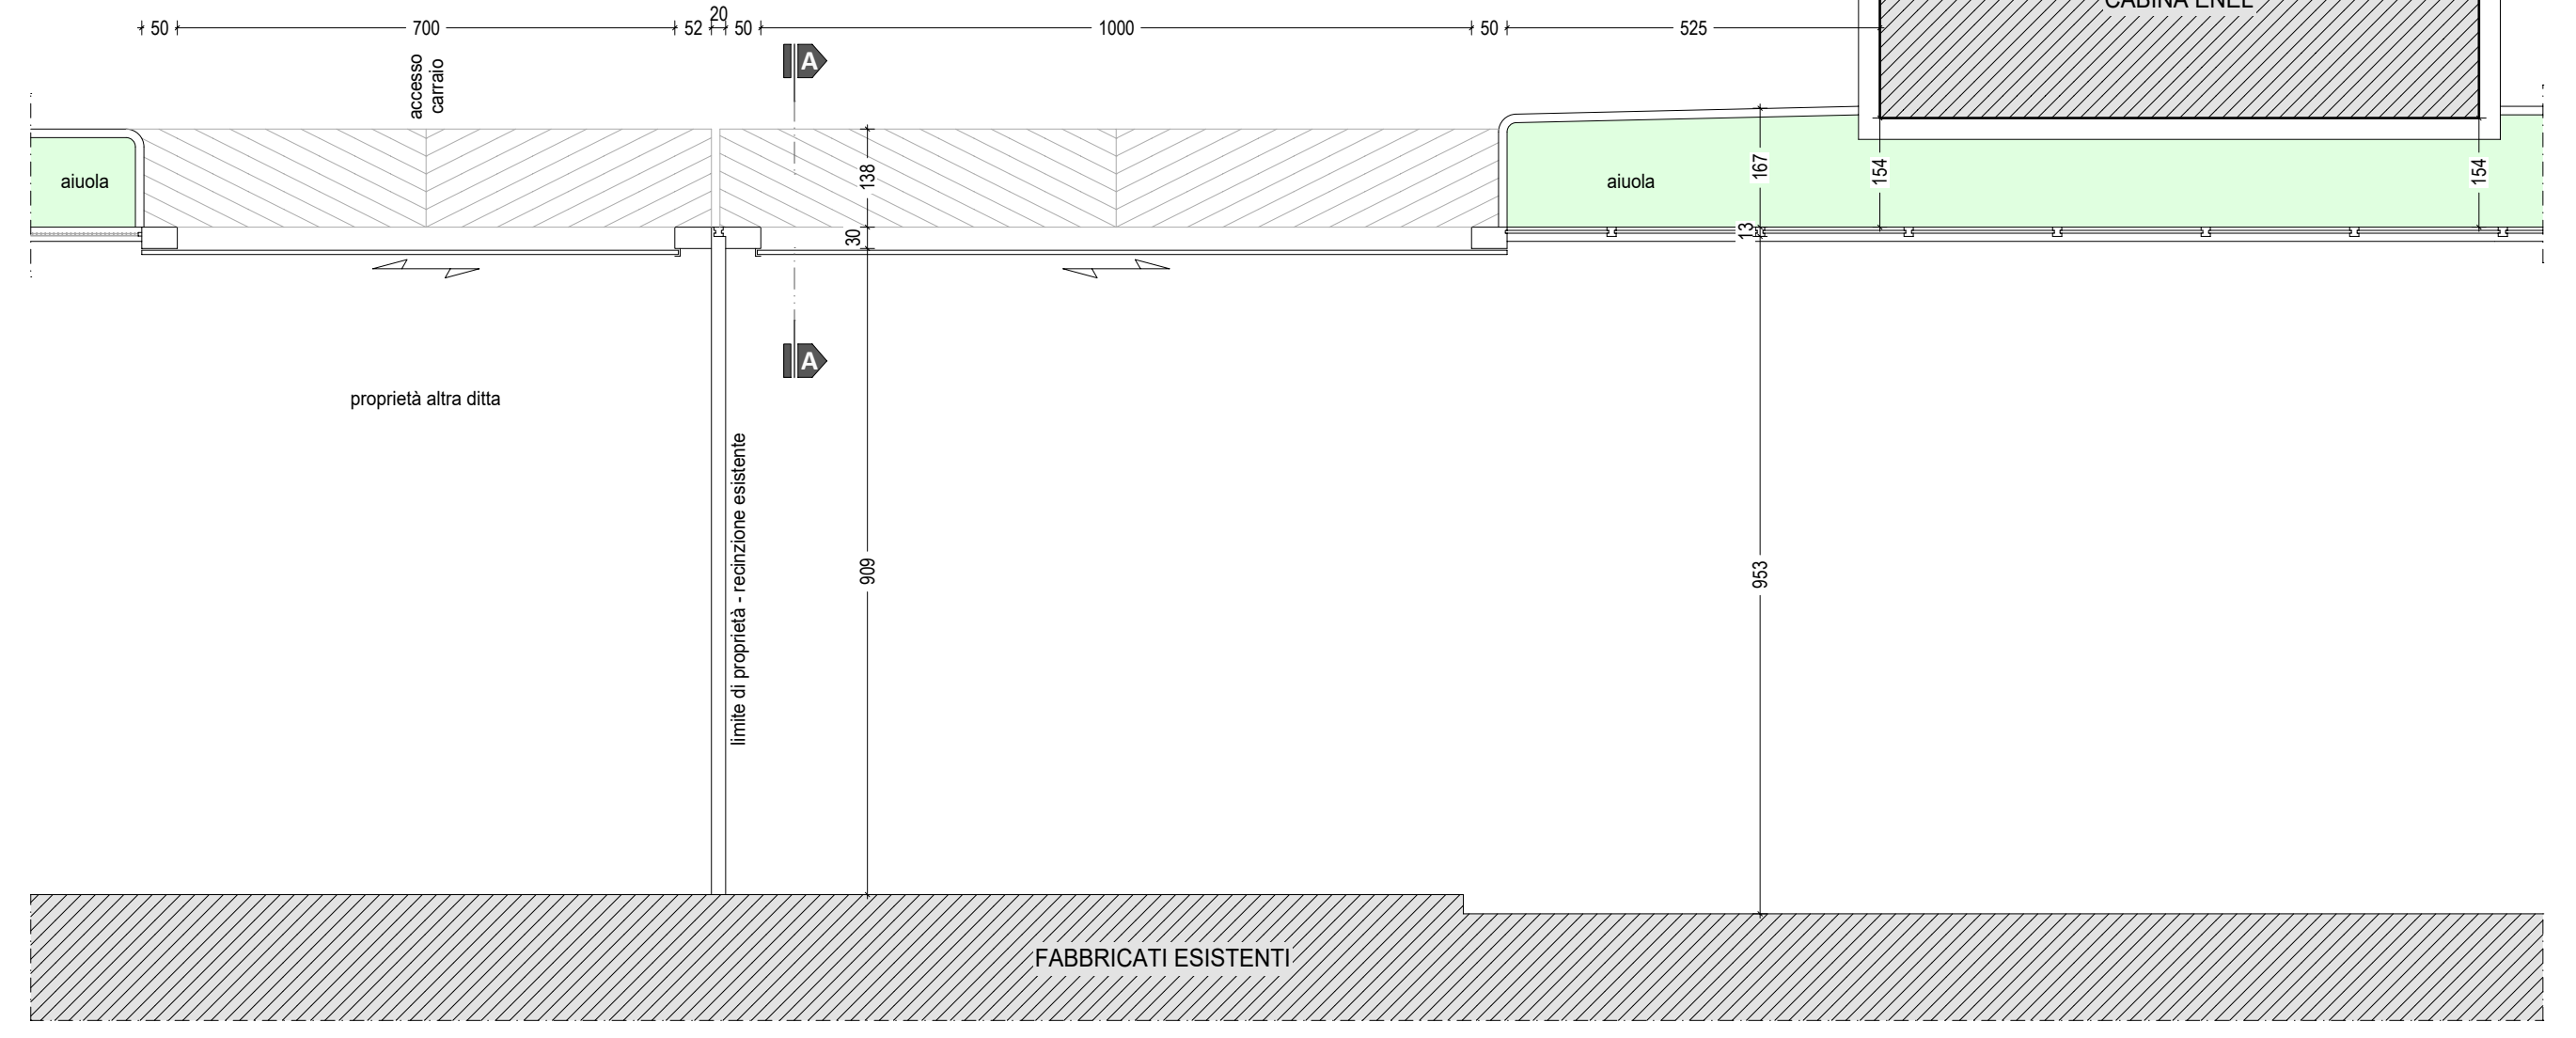 CABINA ENEL
50 700 52 20 50 1000 50 525
A
accesso
carraio
138
167
154
154
aiuola
aiuola
30
13
A
proprietà altra ditta
limite di proprietà - recinzione esistente
909
953
FABBRICATI ESISTENTI